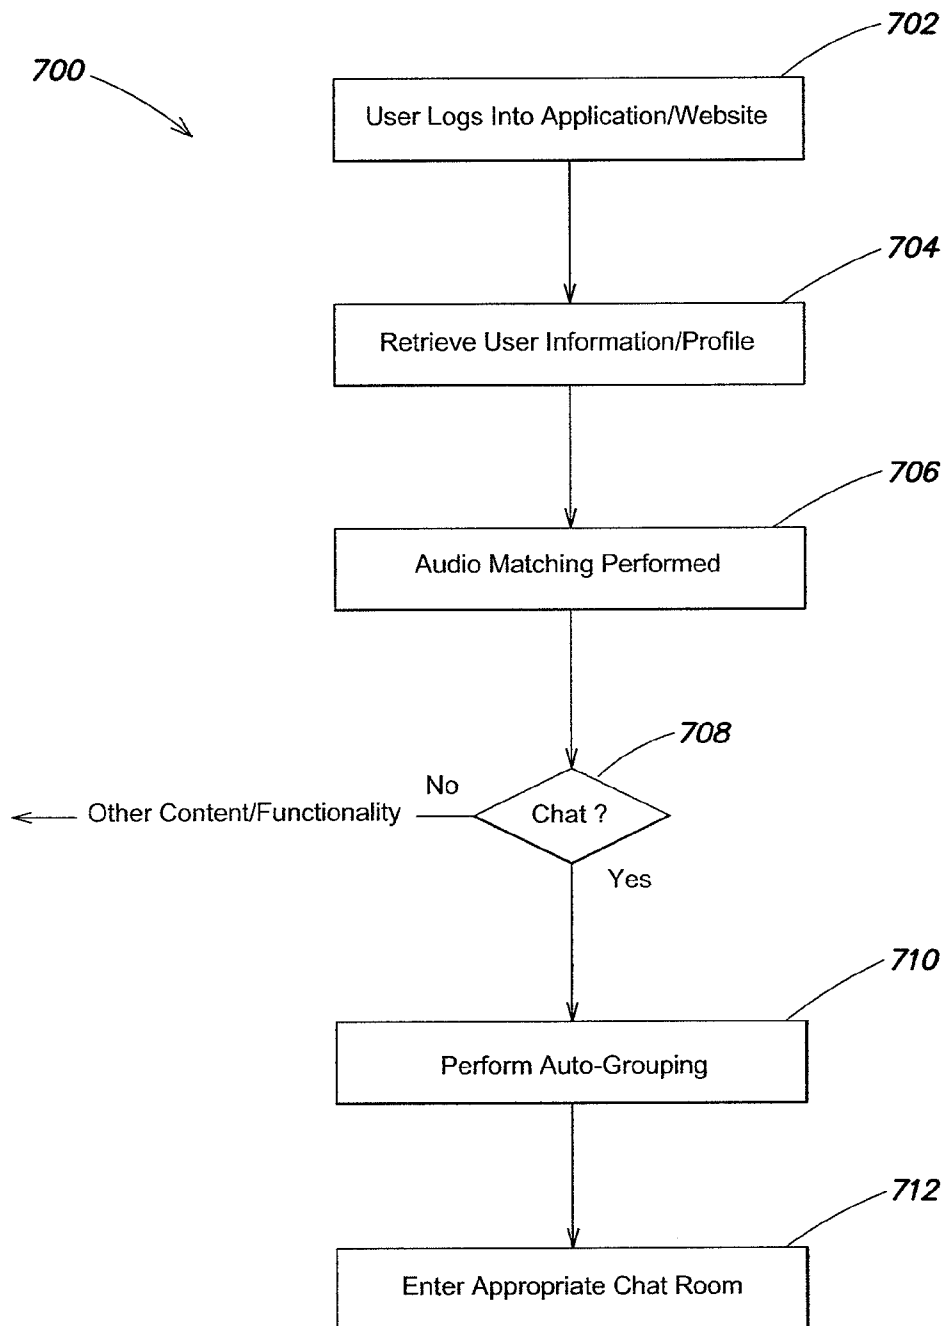 702
700
User Logs Into Application/Website
704
Retrieve User Information/Profile
706
Audio Matching Performed
708
No
Other Content/Functionality
Chat ?
Yes
710
Perform Auto-Grouping
712
Enter Appropriate Chat Room